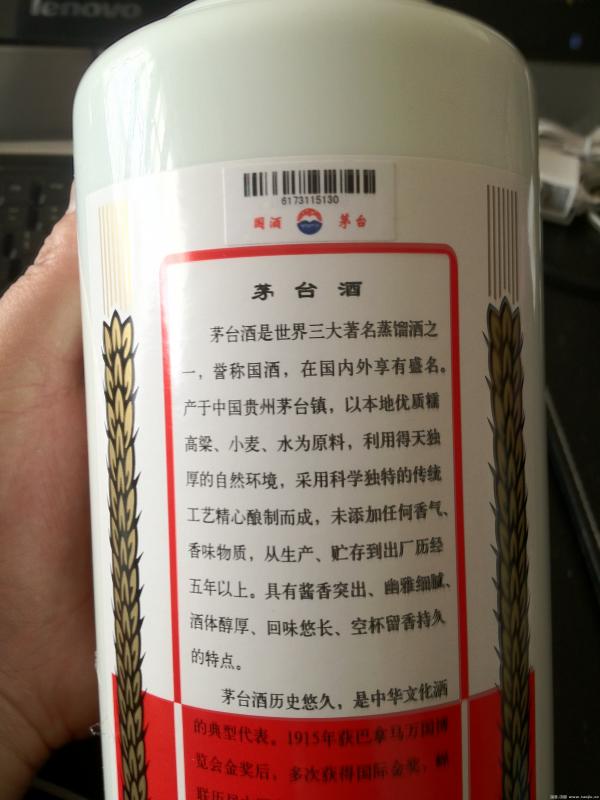 lenovo
6173115130
国酒 茅台
茅台酒
茅台酒是世界三大著名蒸馏酒之
一，誉称国酒，在国内外享有盛名。
产于中国贵州茅台镇，以本地优质糯
高粱、小麦、水为原料，利用得天独
厚的自然环境，采用科学独特的传统
工艺精心酿制而成，未添加任何香气、
香味物质，从生产、贮存到出厂历经
五年以上。具有酱香突出、幽雅细腻、
酒体醇厚、回味悠长、空杯留香持久
的特点。
茅台酒历史悠久，是中华文化酒
的典型代表。1915年获巴拿马万国博
览会金奖后，多次获得国际金奖，蝉
联历